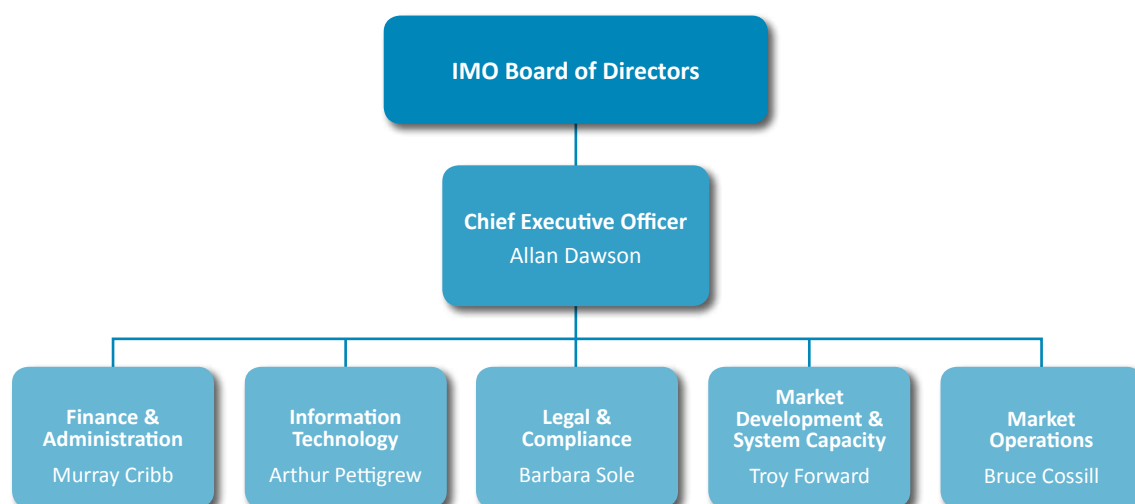 IMO Board of Directors
Chief Executive Officer
Allan Dawson
Finance &
Administration
Murray Cribb
Information
Technology
Arthur Pettigrew
Legal &
Compliance
Barbara Sole
Market
Development &
System Capacity
Troy Forward
Market
Operations
Bruce Cossill